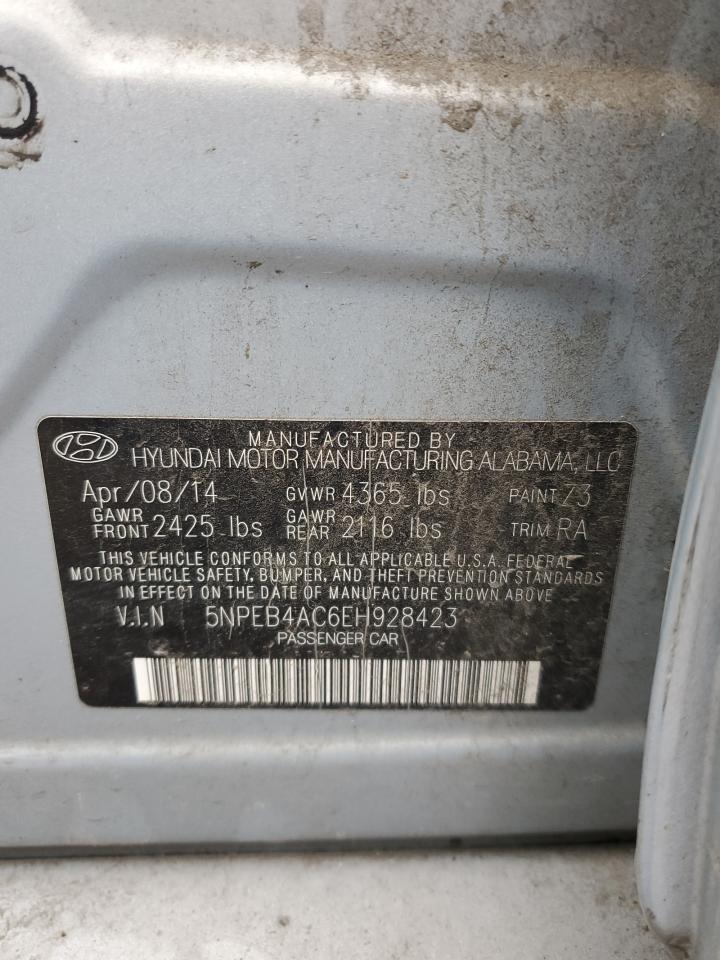 MANUFACTURED BY
HYUNDAI MOTOR MANUFACTURING ALABAMA, LLC
Apr/08/14 GVWR 4365 lbs PAINT Z3
GAWR FRONT 2425 lbs GAWR REAR 2116 lbs TRIM RA
THIS VEHICLE CONFORMS TO ALL APPLICABLE U.S.A. FEDERAL
MOTOR VEHICLE SAFETY, BUMPER, AND THEFT PREVENTION STANDARDS
IN EFFECT ON THE DATE OF MANUFACTURE SHOWN ABOVE.
V.I.N 5NPEB4AC6EH928423
PASSENGER CAR